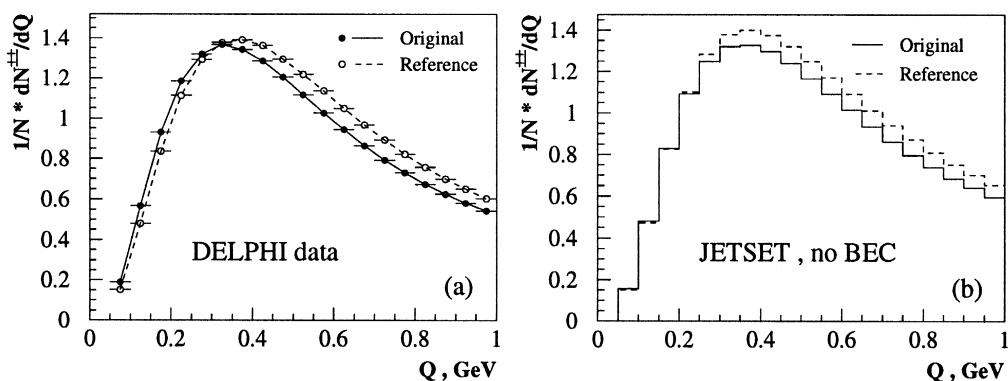 1/N * dN^±±/dQ
1.4
1.2
1
0.8
0.6
0.4
0.2
0
0
0.2
0.4
0.6
0.8
1
Q , GeV
Original
Reference
DELPHI data
(a)
1/N * dN^±±/dQ
1.4
1.2
1
0.8
0.6
0.4
0.2
0
0
0.2
0.4
0.6
0.8
1
Q , GeV
Original
Reference
JETSET , no BEC
(b)